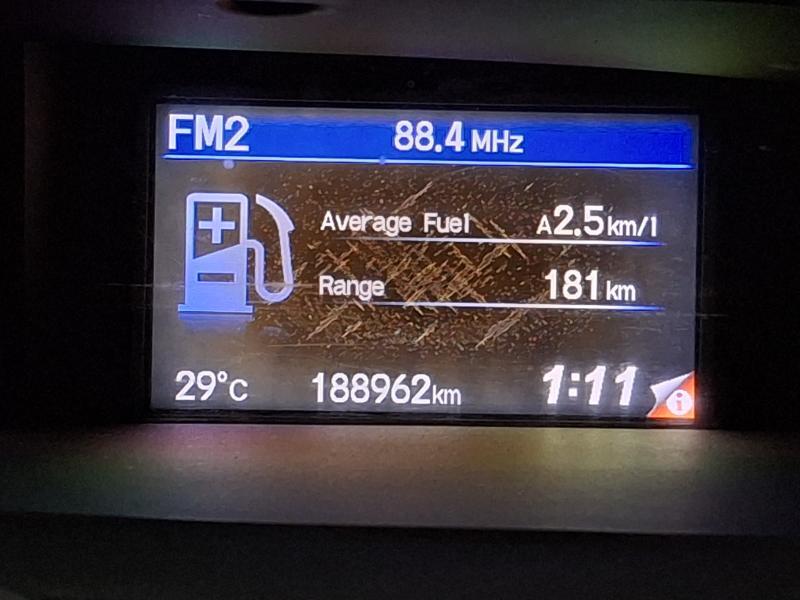 FM2 88.4 MHz
Average Fuel A2.5 km/l
Range 181 km
29°C 188962km 1:11 i